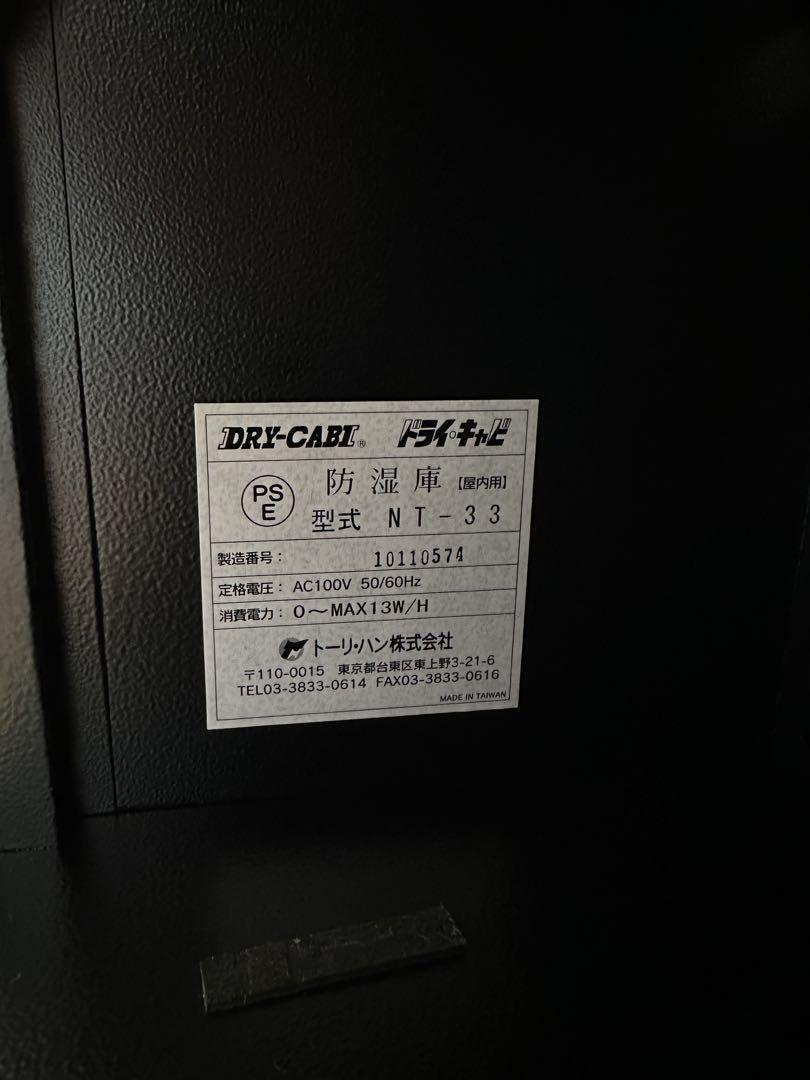 DRY-CABI® ドライ・キャビ
PS
E
防湿庫 【屋内用】
型式 NT-33
製造番号： 10110574
定格電圧： AC100V 50/60Hz
消費電力： 0〜MAX13W/H
トーリ・ハン株式会社
〒110-0015 東京都台東区東上野3-21-6
TEL03-3833-0614 FAX03-3833-0616
MADE IN TAIWAN